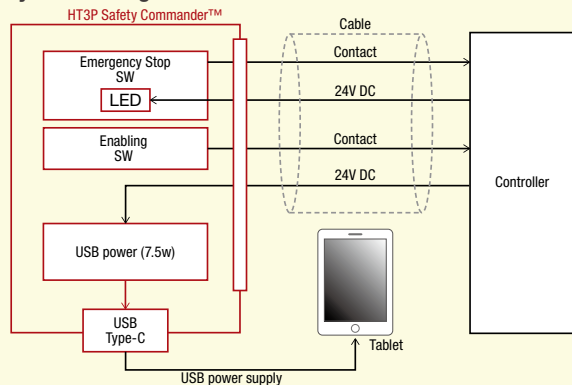 HT3P Safety Commander™
Cable
Emergency Stop
SW
LED
Contact
24V DC
Enabling
SW
Contact
24V DC
Controller
USB power (7.5w)
USB
Type-C
Tablet
USB power supply